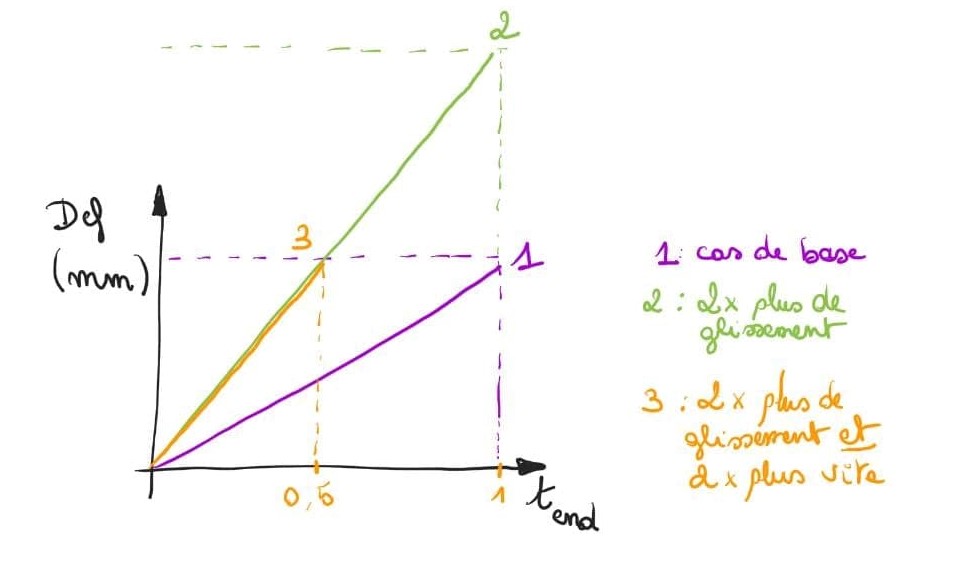 2
Def
(mm)
3
1
0,5
1
t end
1: cas de base
2 : 2x plus de
glissement
3 : 2x plus de
glissement et
2x plus vite